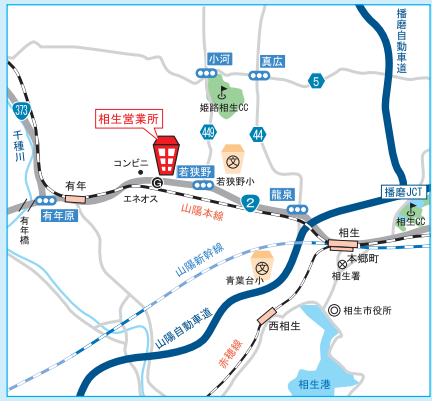 小河
真広
播磨自動車道
5
373
姫路相生CC
相生営業所
千種川
449
44
コンビニ
若狭野
若狭野小
有年
G
エネオス
2
龍泉
播磨JCT
有年原
山陽本線
相生CC
有年橋
相生
山陽新幹線
本郷町
相生署
青葉台小
山陽自動車道
相生市役所
西相生
赤穂線
相生港